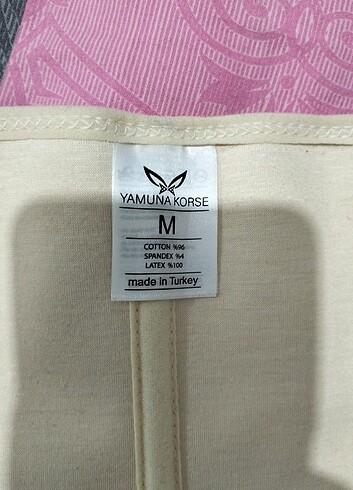 YAMUNA KORSE
M
COTTON %96
SPANDEX %4
LATEX %100
made in Turkey